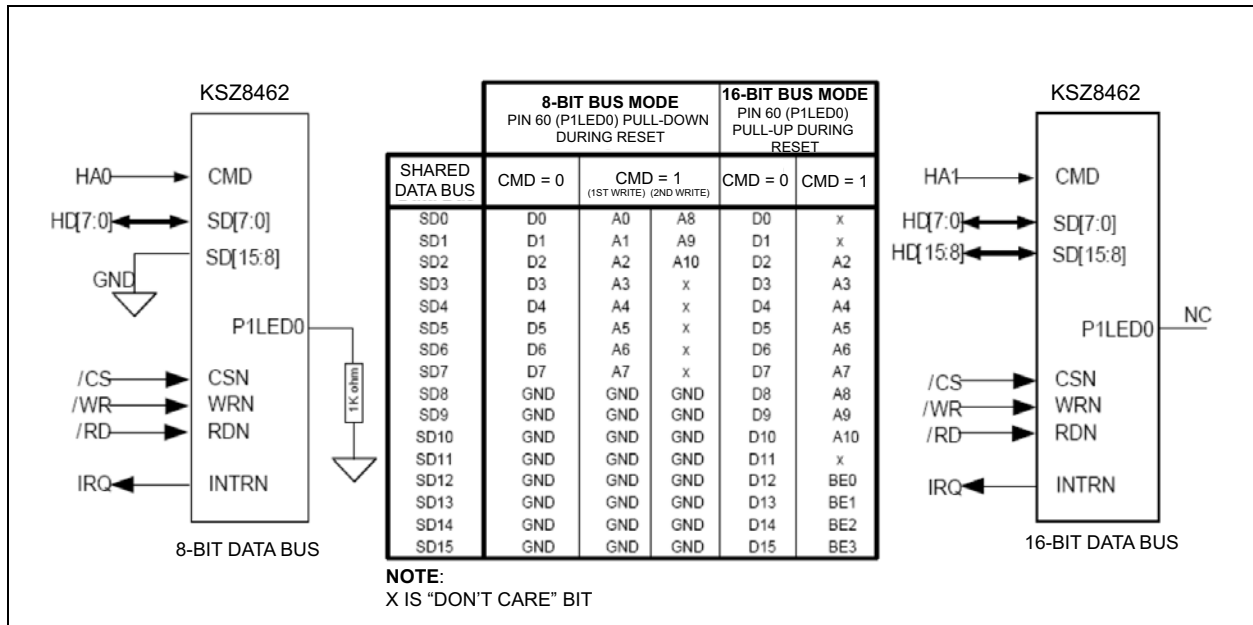 KSZ8462
HA0 CMD
HD[7:0] SD[7:0]
SD[15:8]
GND
P1LED0
1K ohm
/CS CSN
/WR WRN
/RD RDN
IRQ INTRN
8-BIT DATA BUS
8-BIT BUS MODE
PIN 60 (P1LED0) PULL-DOWN
DURING RESET
16-BIT BUS MODE
PIN 60 (P1LED0)
PULL-UP DURING
RESET
SHARED
DATA BUS
CMD = 0 CMD = 1 CMD = 0 CMD = 1
(1ST WRITE) (2ND WRITE)
SD0 D0 A0 A8 D0 x
SD1 D1 A1 A9 D1 x
SD2 D2 A2 A10 D2 A2
SD3 D3 A3 x D3 A3
SD4 D4 A4 x D4 A4
SD5 D5 A5 x D5 A5
SD6 D6 A6 x D6 A6
SD7 D7 A7 x D7 A7
SD8 GND GND GND D8 A8
SD9 GND GND GND D9 A9
SD10 GND GND GND D10 A10
SD11 GND GND GND D11 x
SD12 GND GND GND D12 BE0
SD13 GND GND GND D13 BE1
SD14 GND GND GND D14 BE2
SD15 GND GND GND D15 BE3
NOTE:
X IS “DON’T CARE” BIT
KSZ8462
HA1 CMD
HD[7:0] SD[7:0]
HD[15:8] SD[15:8]
P1LED0 NC
/CS CSN
/WR WRN
/RD RDN
IRQ INTRN
16-BIT DATA BUS